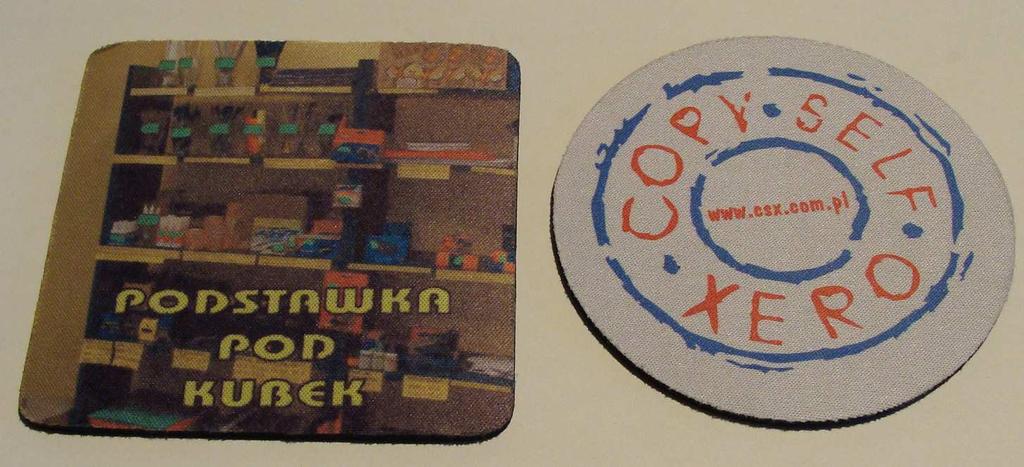 PODSTAWKA
POD
KUBEK
COPY • SELF • XERO •
www.csx.com.pl